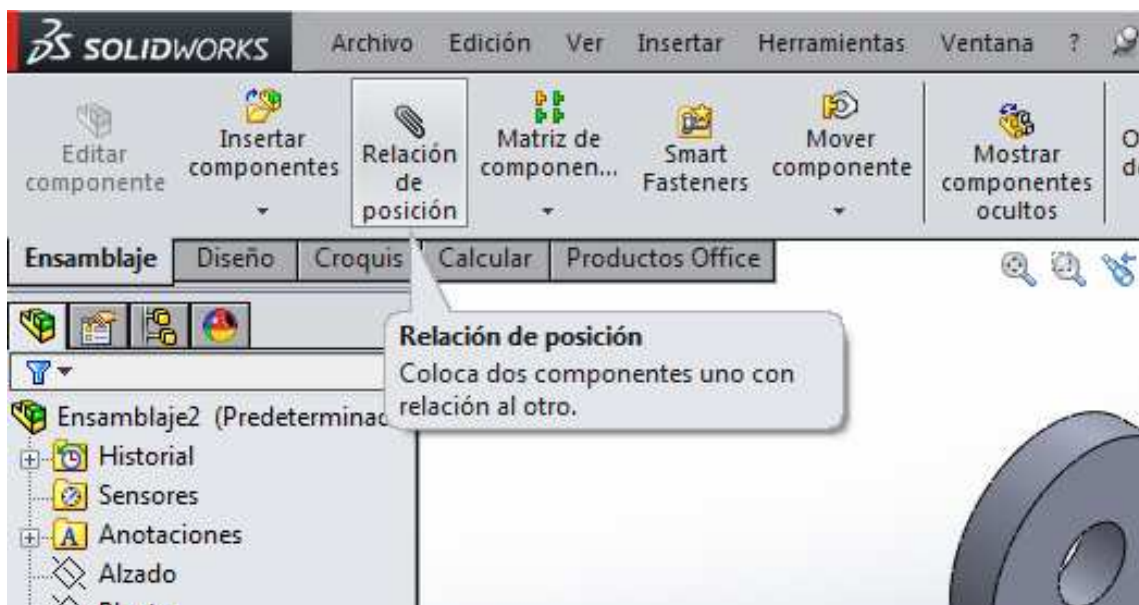 SOLIDWORKS
Archivo Edición Ver Insertar Herramientas Ventana ?
Editar componente
Insertar componentes
Relación de posición
Matriz de componen...
Smart Fasteners
Mover componente
Mostrar componentes ocultos
Ensamblaje Diseño Croquis Calcular Productos Office
Relación de posición
Coloca dos componentes uno con
relación al otro.
Ensamblaje2 (Predeterminad
Historial
Sensores
Anotaciones
Alzado